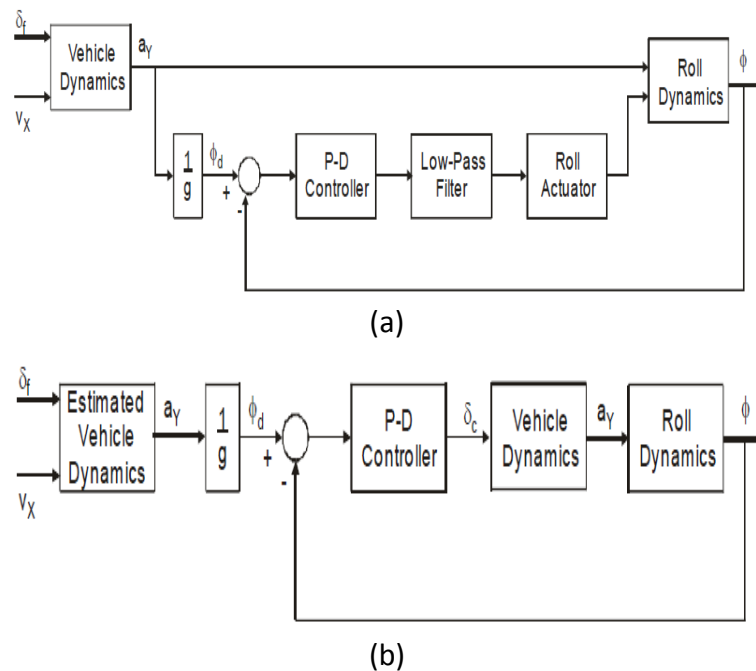 δf
Vehicle
Dynamics
aY
vX
1
g
ϕd
+
-
P-D
Controller
Low-Pass
Filter
Roll
Actuator
Roll
Dynamics
ϕ
(a)
δf
Estimated
Vehicle
Dynamics
aY
vX
1
g
ϕd
+
-
P-D
Controller
δc
Vehicle
Dynamics
aY
Roll
Dynamics
ϕ
(b)